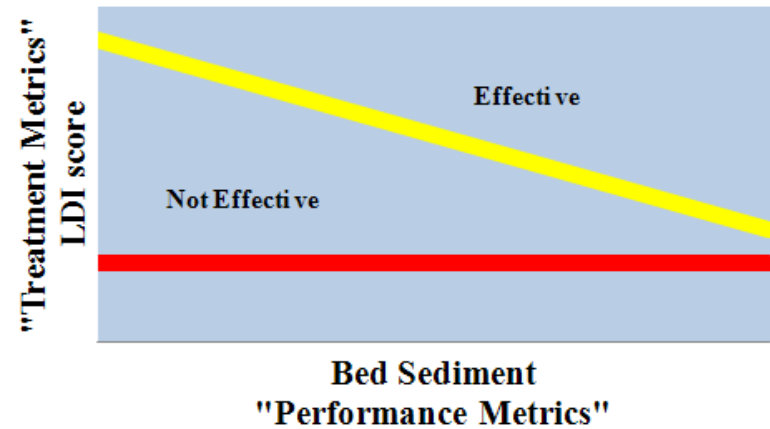 "Treatment Metrics"
LDI score
Effective
Not Effective
Bed Sediment
"Performance Metrics"